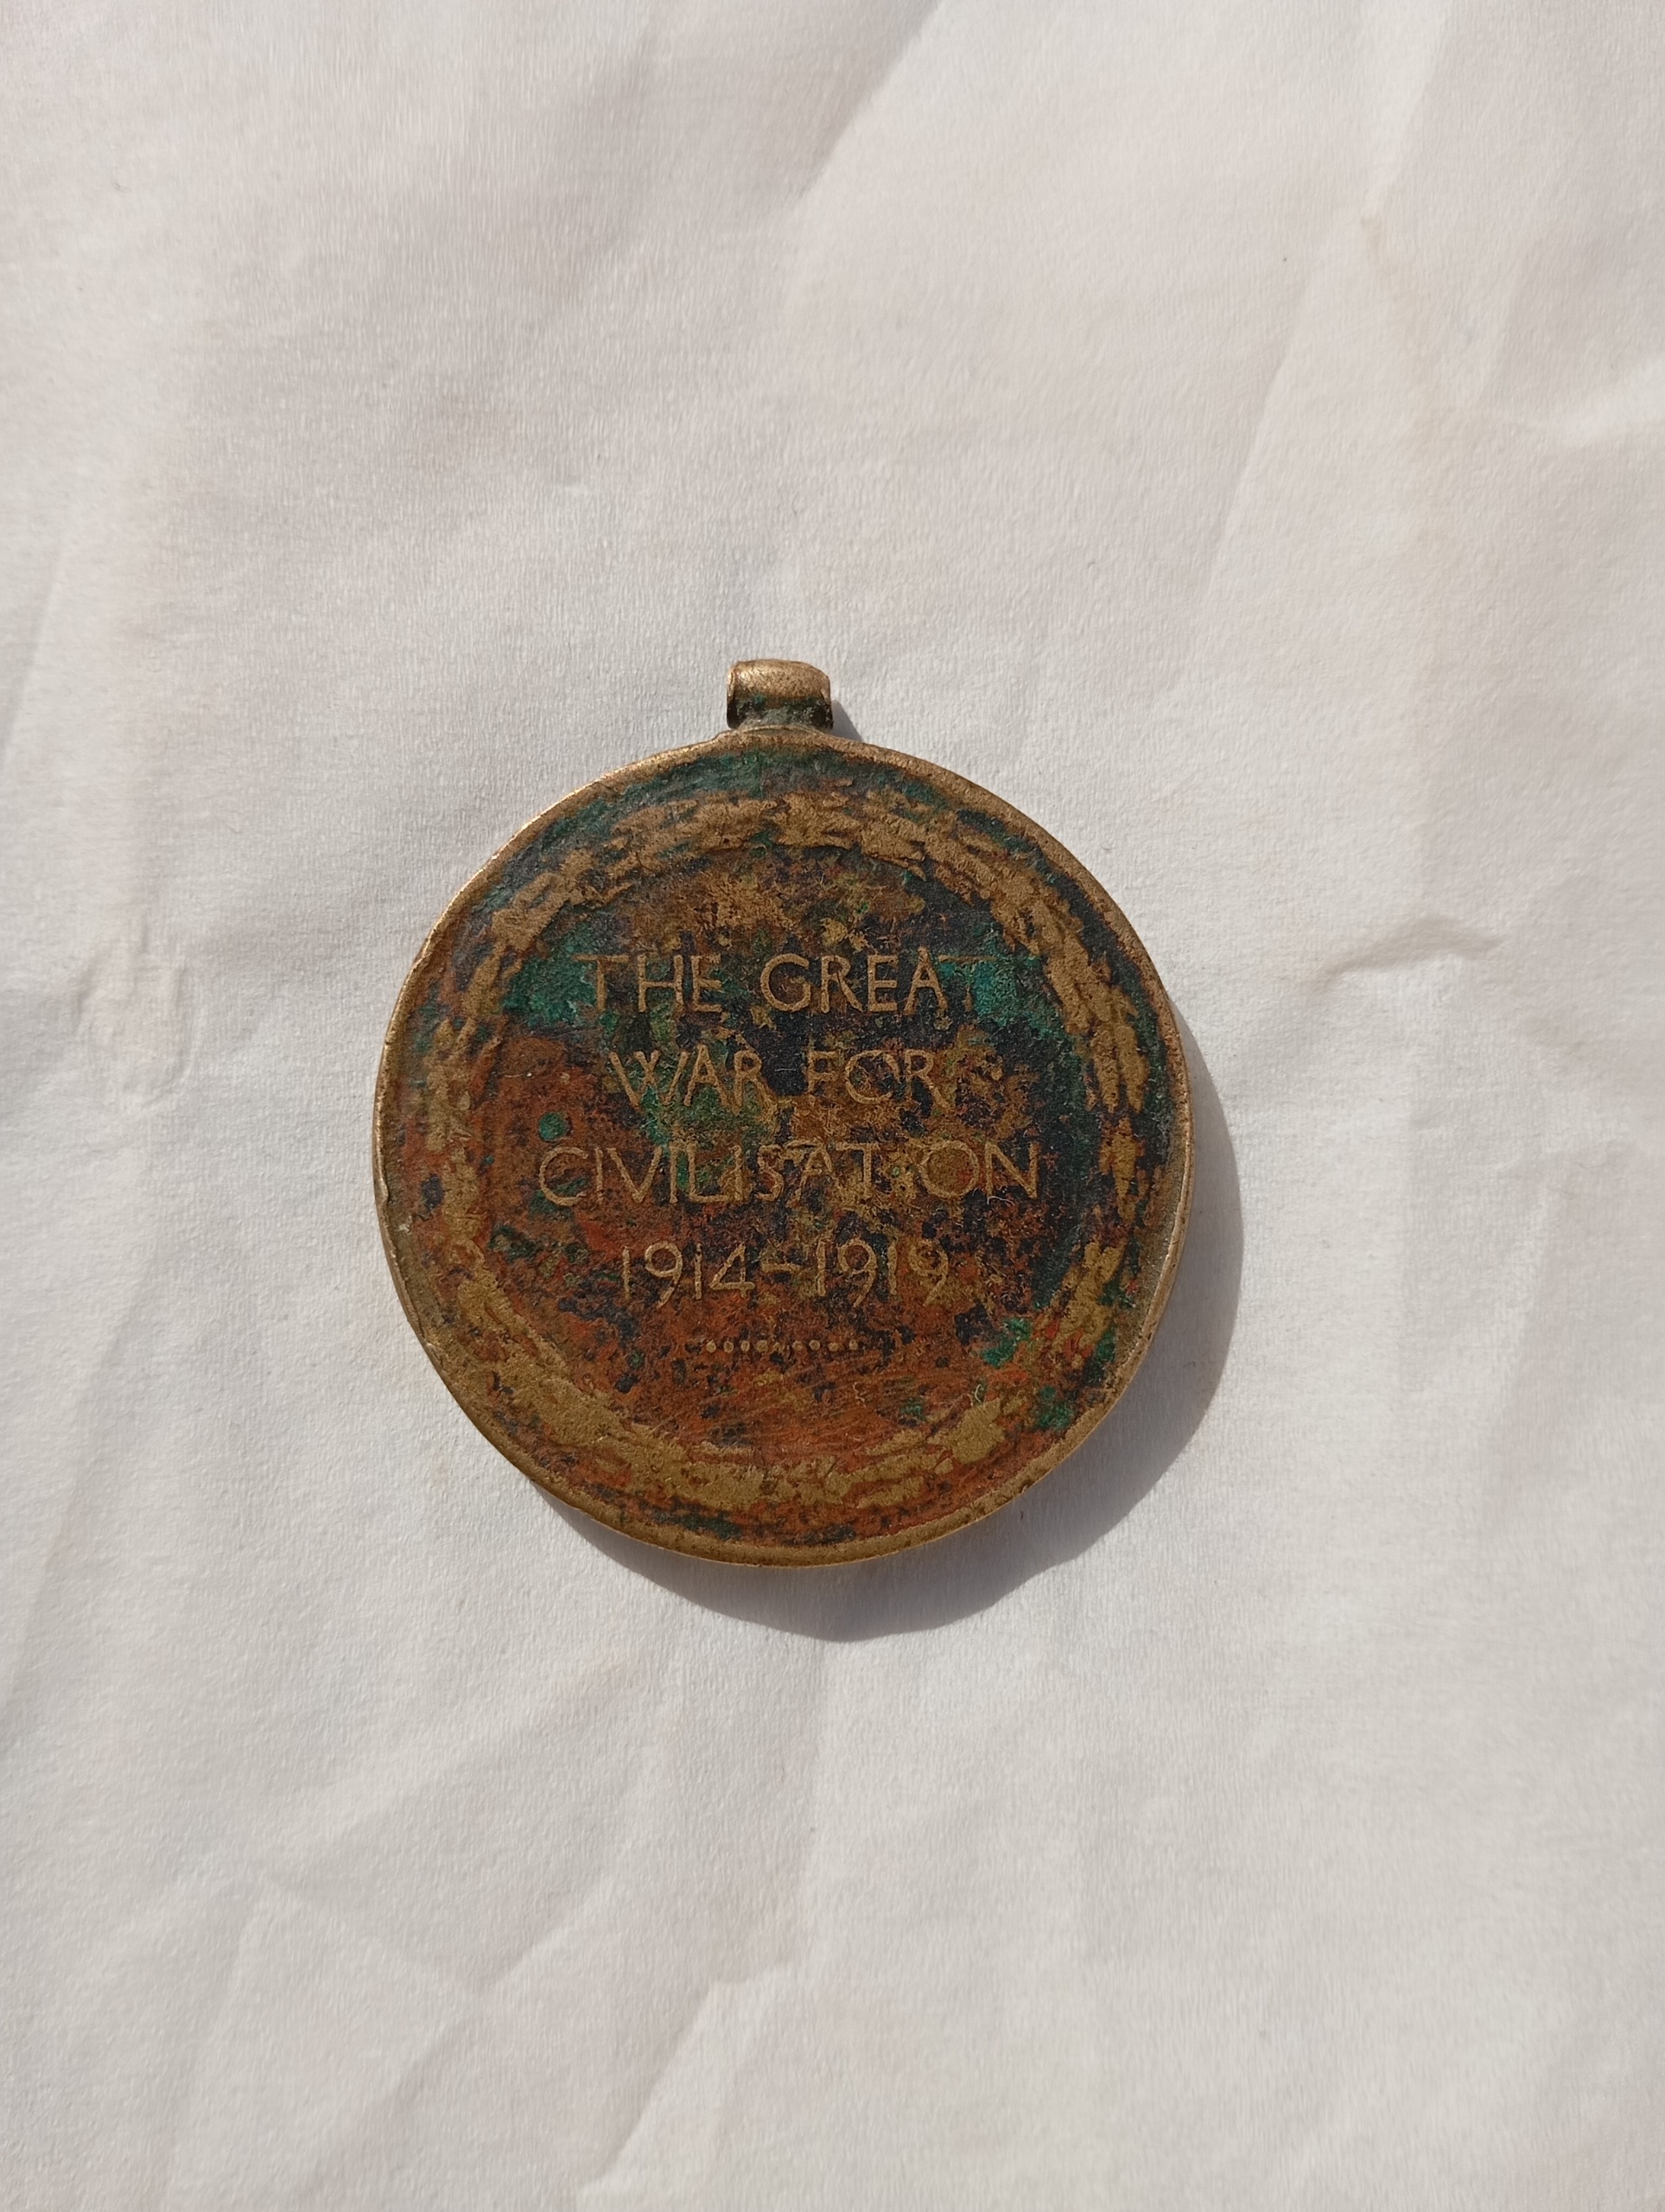 THE GREAT
WAR FOR
CIVILISATION
1914-1919